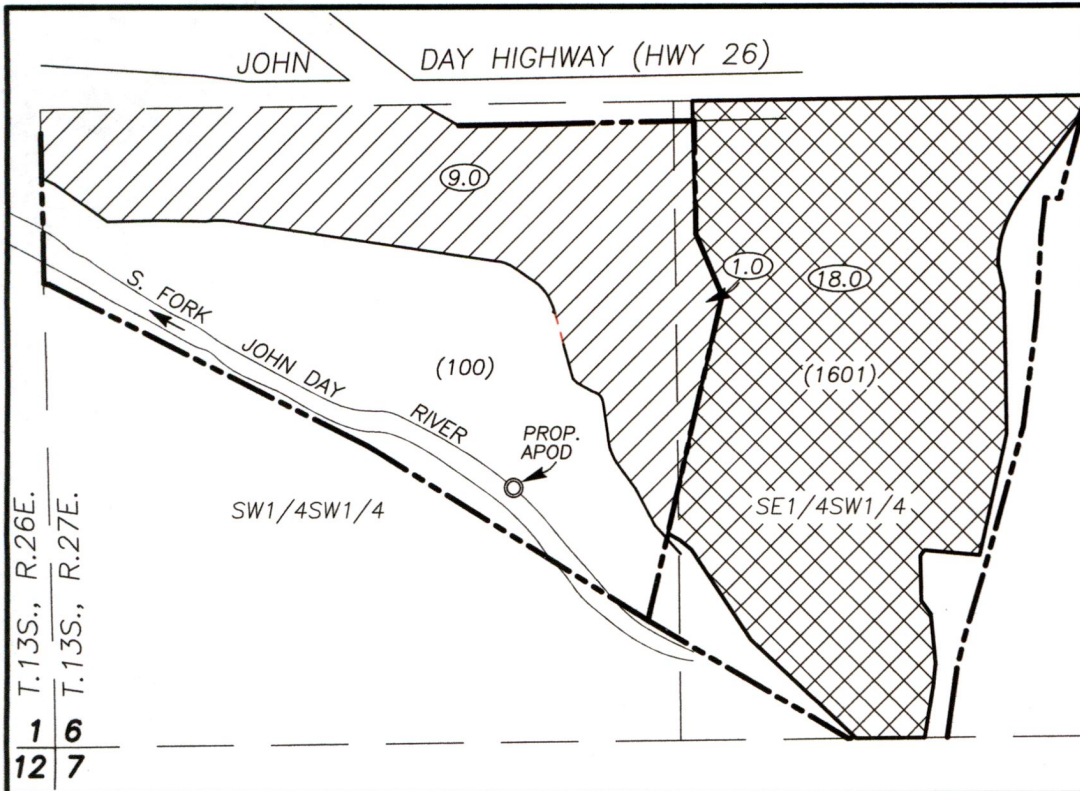 JOHN DAY HIGHWAY (HWY 26)
9.0
1.0
18.0
S. FORK
JOHN DAY
RIVER
(100)
(1601)
PROP.
APOD
SW1/4SW1/4
SE1/4SW1/4
T.13S., R.26E.
T.13S., R.27E.
1 6
12 7